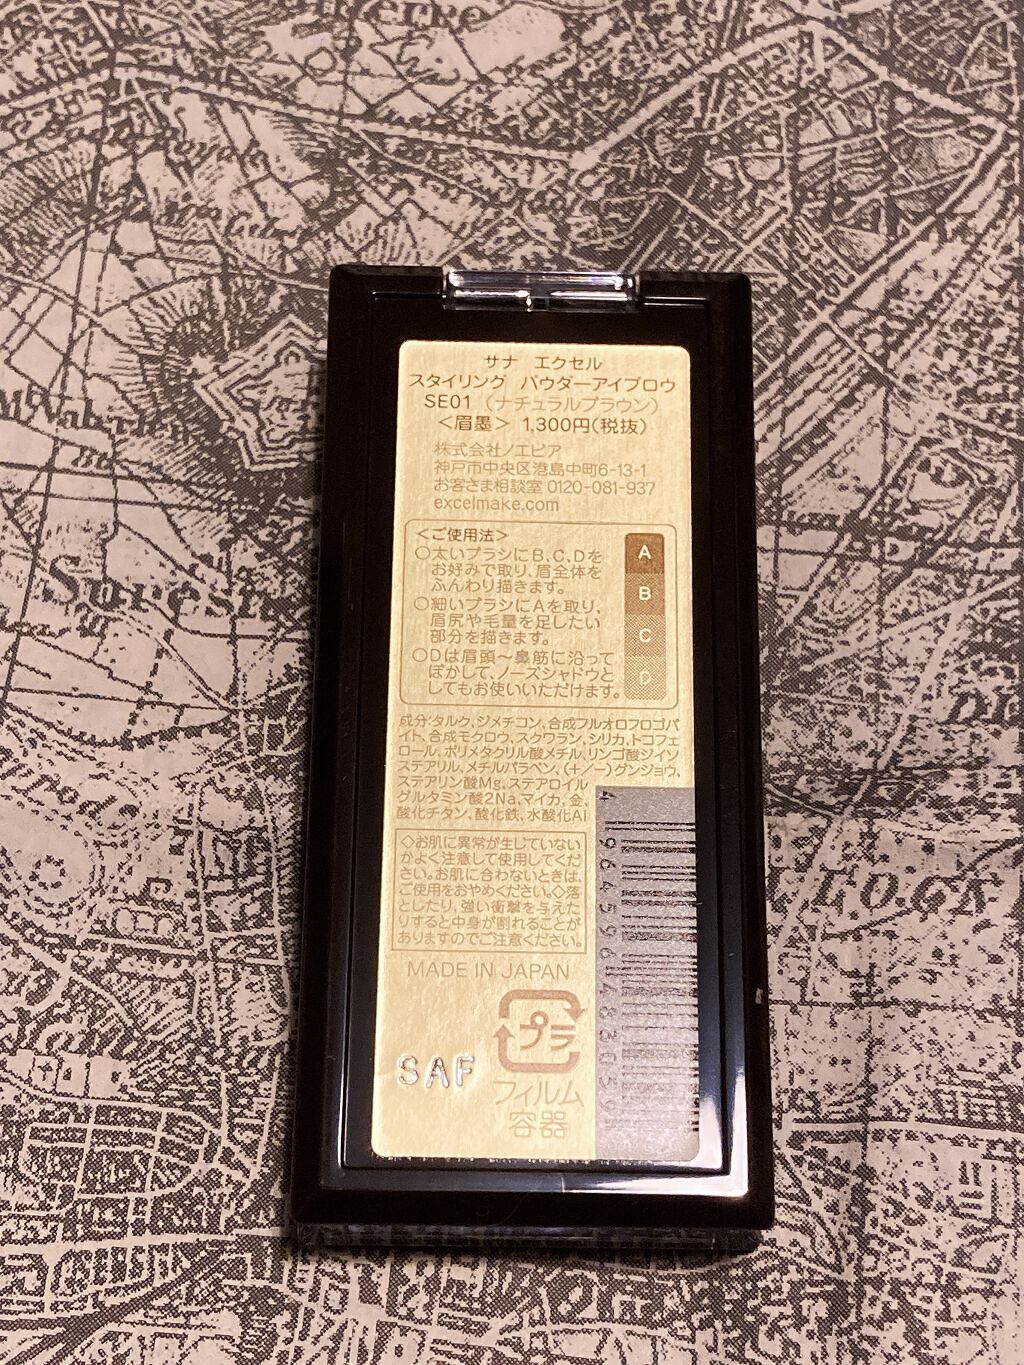 サナ エクセル
スタイリング パウダーアイブロウ
SE01 (ナチュラルブラウン)
<眉墨> 1,300円(税抜)
株式会社ノエビア
神戸市中央区港島中町6-13-1
お客さま相談室 0120-081-937
excelmake.com
<ご使用法>
○太いブラシにB、C、Dを
お好みで取り、眉全体を
ふんわり描きます。
○細いブラシにAを取り、
眉尻や毛量を足したい
部分を描きます。
○Dは眉頭~鼻筋に沿って
ぼかして、ノーズシャドウと
してもお使いいただけます。
A
B
C
D
成分:タルク、ジメチコン、合成フルオロフロゴパ
イト、合成モクロウ、スクワラン、シリカ、トコフェ
ロール、ポリメタクリル酸メチル、リンゴ酸ジイソ
ステアリル、メチルパラベン、(+/-)グンジョウ、
ステアリン酸Mg、ステアロイル
グルタミン酸2Na、マイカ、金、
酸化チタン、酸化鉄、水酸化Al
◇お肌に異常が生じていない
かよく注意して使用してくだ
さい。お肌に合わないときは、
ご使用をおやめください。◇落
としたり、強い衝撃を与えた
りすると中身が割れることが
ありますのでご注意ください。
MADE IN JAPAN
プラ
フィルム
容器
SAF